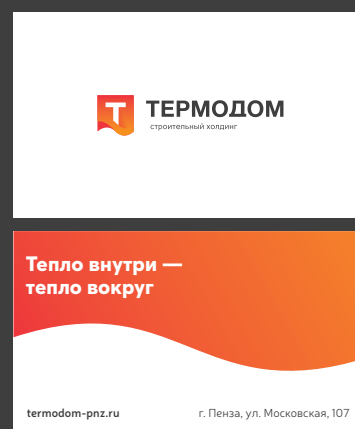 Т
ТЕРМОДОМ
строительный холдинг
Тепло внутри —
тепло вокруг
termodom-pnz.ru
г. Пенза, ул. Московская, 107